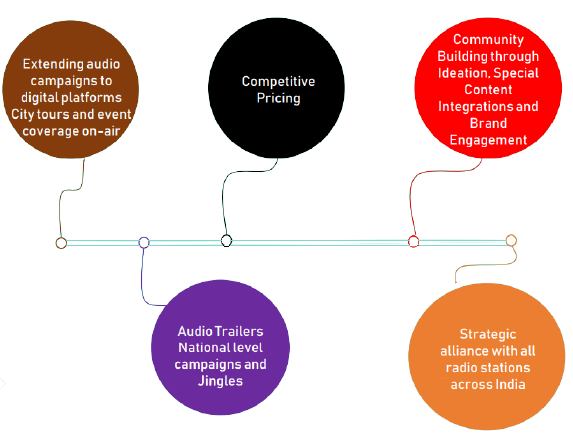 Extending audio
campaigns to
digital platforms
City tours and event
coverage on-air
Competitive
Pricing
Community
Building through
Ideation, Special
Content
Integrations and
Brand
Engagement
Audio Trailers
National level
campaigns and
Jingles
Strategic
alliance with all
radio stations
across India